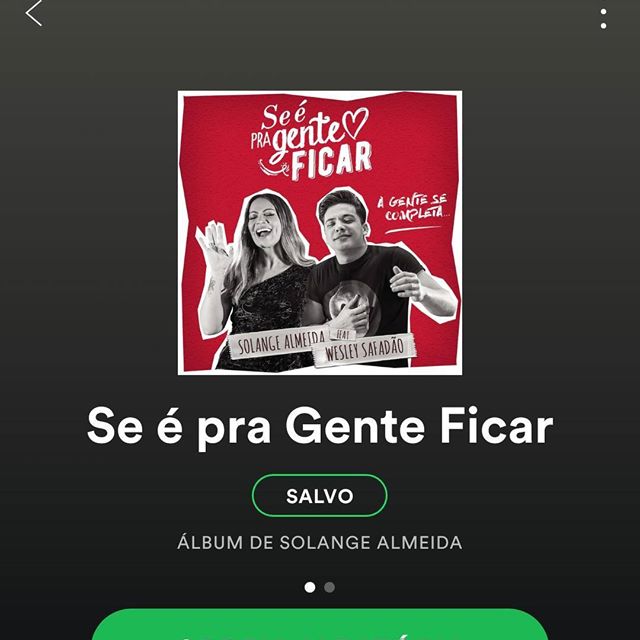 Se é
PRA gente
FICAR
A GENTE SE
COMPLETA...
SOLANGE ALMEIDA FEAT
WESLEY SAFADÃO
Se é pra Gente Ficar
SALVO
ÁLBUM DE SOLANGE ALMEIDA